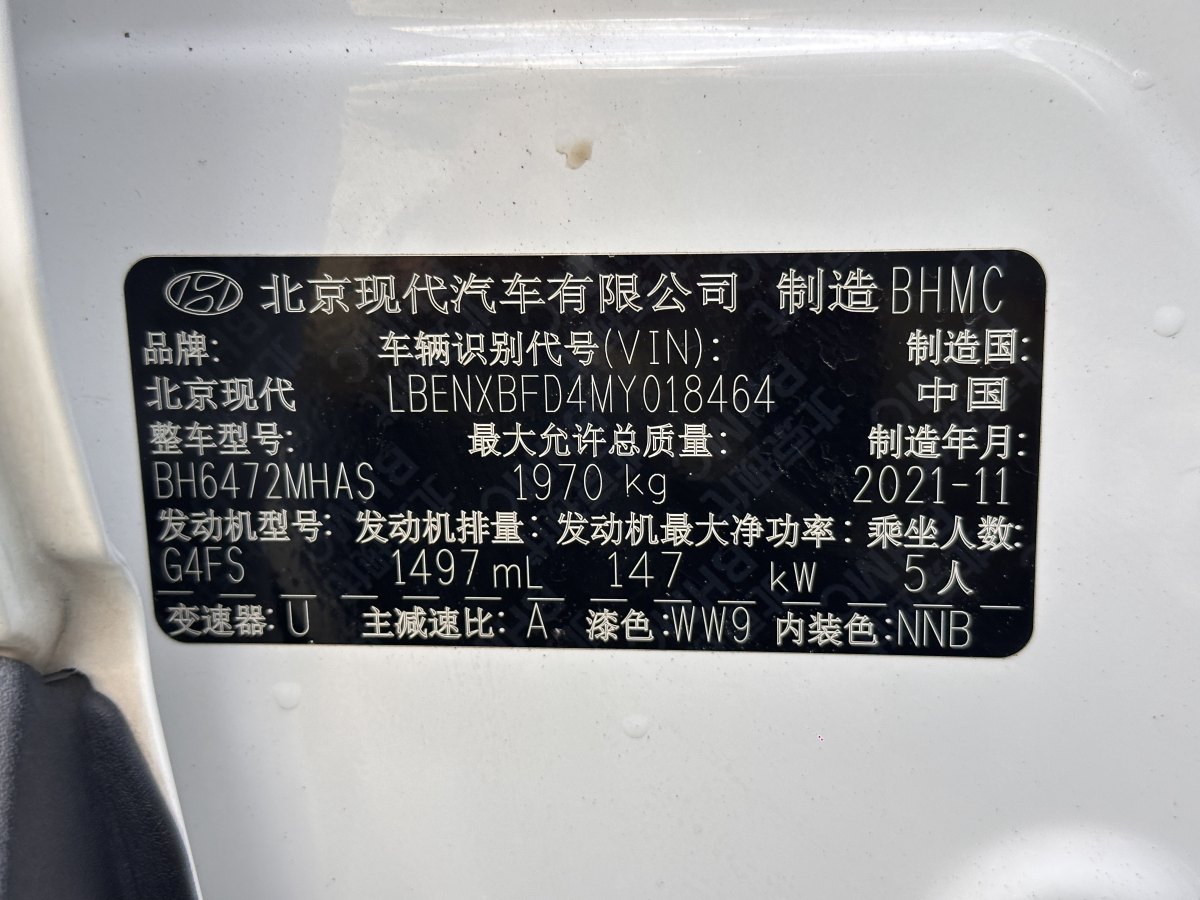 北京现代汽车有限公司 制造 BHMC
品牌: 车辆识别代号(VIN): 制造国:
北京现代 LBENXBFD4MY018464 中国
整车型号: 最大允许总质量: 制造年月:
BH6472MHAS 1970 kg 2021-11
发动机型号: 发动机排量: 发动机最大净功率: 乘坐人数:
G4FS 1497 mL 147 kW 5人
变速器: U 主减速比: A 漆色:WW9 内装色:NNB